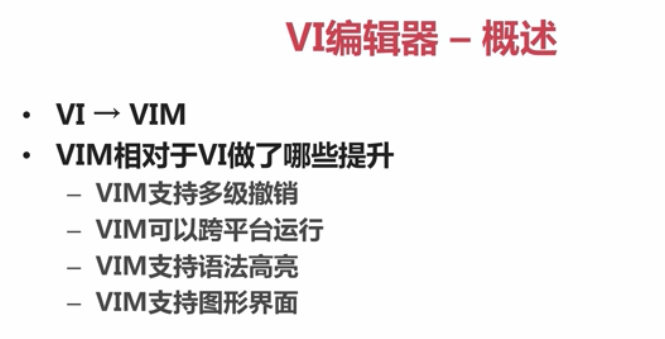 VI编辑器 – 概述
• VI → VIM
• VIM相对于VI做了哪些提升
– VIM支持多级撤销
– VIM可以跨平台运行
– VIM支持语法高亮
– VIM支持图形界面